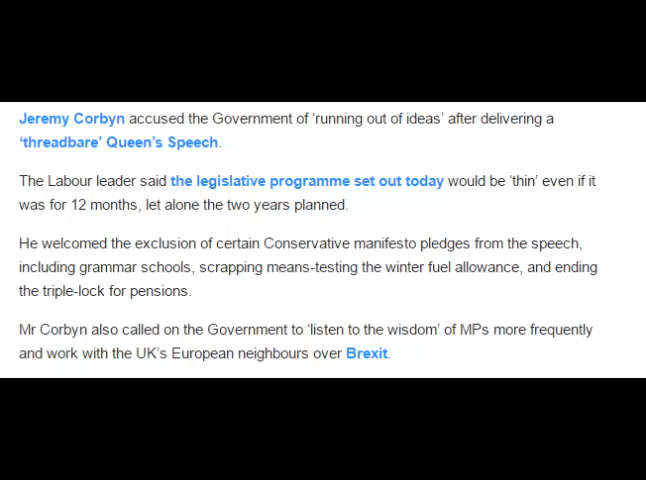 Jeremy Corbyn accused the Government of ‘running out of ideas’ after delivering a
‘threadbare’ Queen’s Speech.
The Labour leader said the legislative programme set out today would be ‘thin’ even if it
was for 12 months, let alone the two years planned.
He welcomed the exclusion of certain Conservative manifesto pledges from the speech,
including grammar schools, scrapping means-testing the winter fuel allowance, and ending
the triple-lock for pensions.
Mr Corbyn also called on the Government to ‘listen to the wisdom’ of MPs more frequently
and work with the UK’s European neighbours over Brexit.